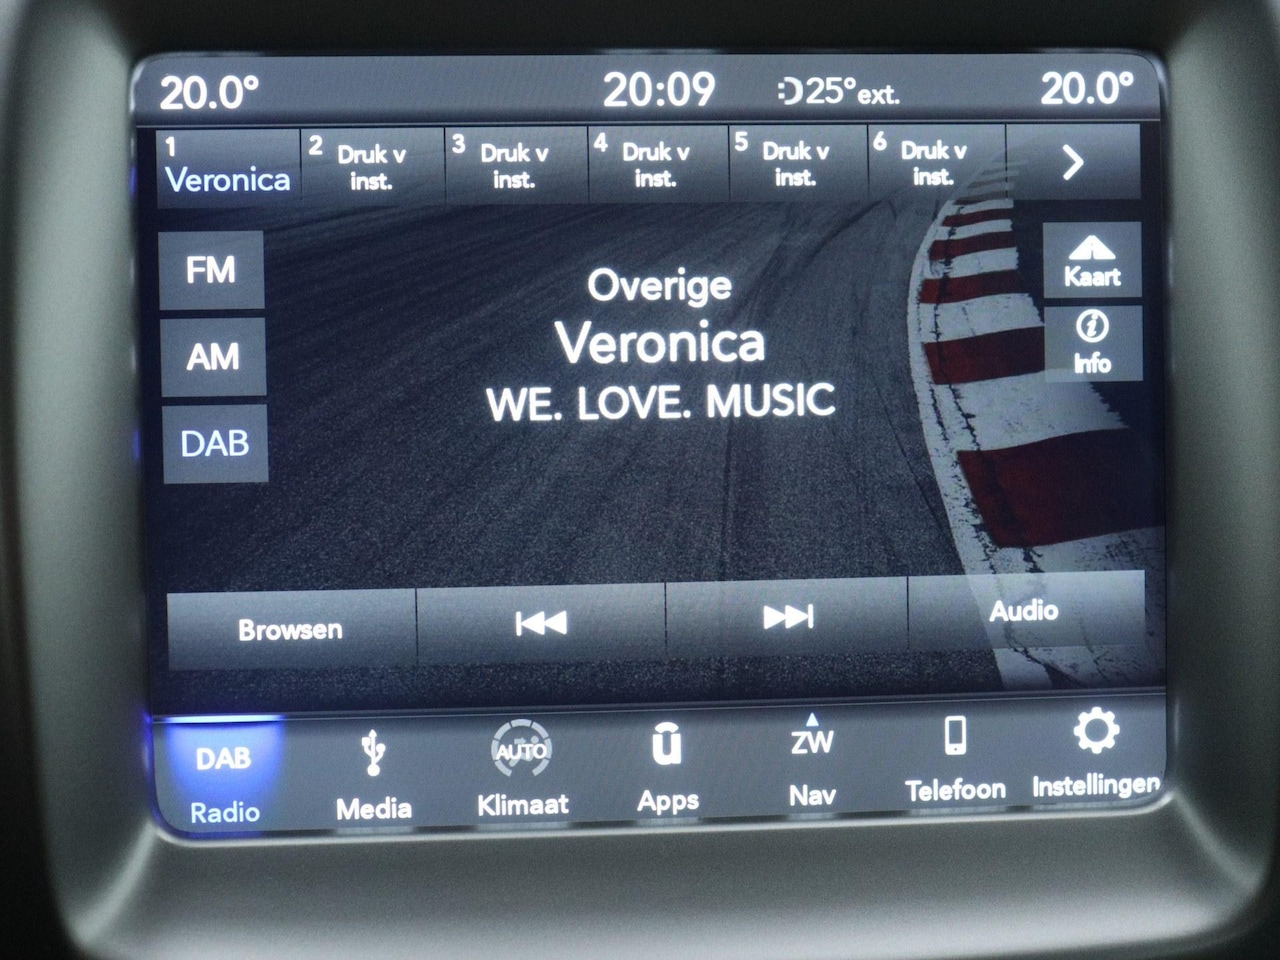 20.0° 20:09 25° ext. 20.0°
1 Veronica
2 Druk v inst.
3 Druk v inst.
4 Druk v inst.
5 Druk v inst.
6 Druk v inst.
FM
AM
DAB
Overige
Veronica
WE. LOVE. MUSIC
Kaart
Info
Browsen
Audio
DAB
Radio
Media
AUTO
Klimaat
ū
Apps
ZW
Nav
Telefoon
Instellingen